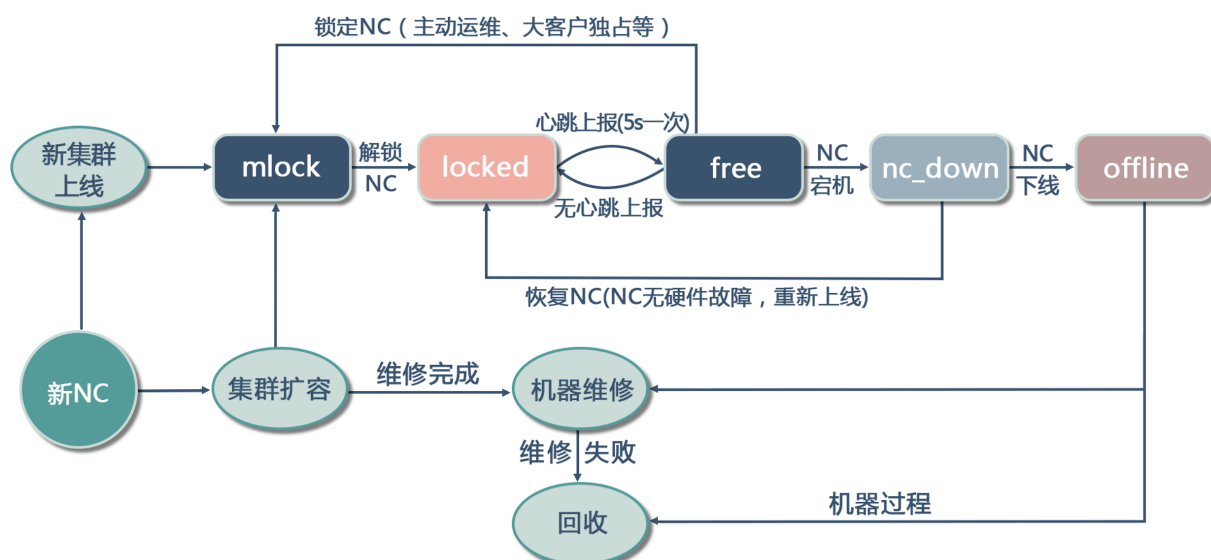 锁定NC（主动运维、大客户独占等）
新集群
上线
mlock
解锁
NC
locked
心跳上报(5s一次)
无心跳上报
free
NC
宕机
nc_down
NC
下线
offline
恢复NC(NC无硬件故障，重新上线)
新NC
集群扩容
维修完成
机器维修
维修 失败
回收
机器过程